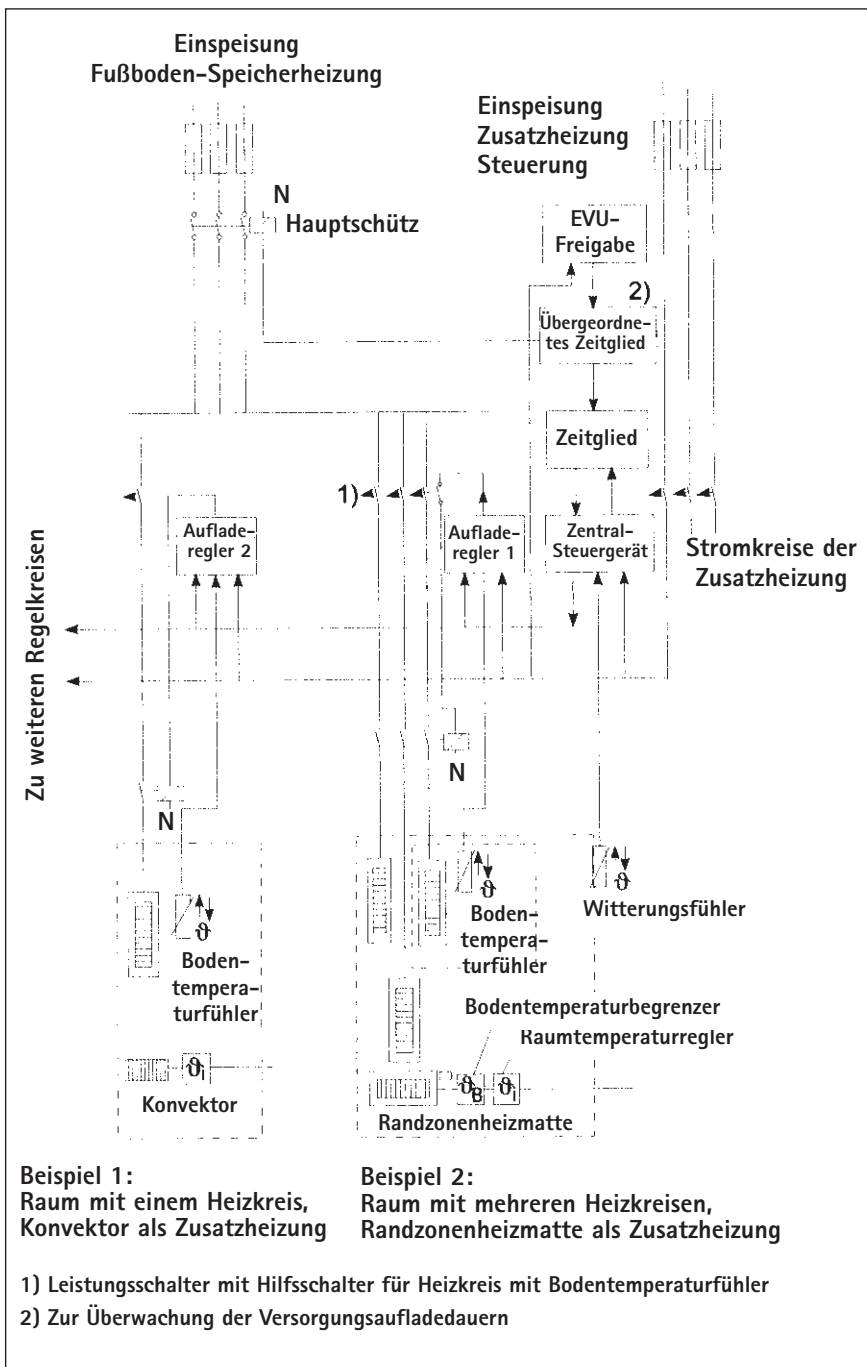 Einspeisung
Fußboden-Speicherheizung
Einspeisung
Zusatzheizung
Steuerung
N
Hauptschütz
EVU-
Freigabe
2)
Übergeordne-
tes Zeitglied
Zeitglied
1)
Auflade-
regler 2
Auflade-
regler 1
Zentral-
Steuergerät
Stromkreise der
Zusatzheizung
Zu weiteren Regelkreisen
N
N
ϑ
Boden-
tempera-
turfühler
ϑ
Boden-
tempera-
turfühler
ϑ
Witterungsfühler
Bodentemperaturbegrenzer
Raumtemperaturregler
ϑi
Konvektor
ϑB
ϑi
Randzonenheizmatte
Beispiel 1:
Raum mit einem Heizkreis,
Konvektor als Zusatzheizung
Beispiel 2:
Raum mit mehreren Heizkreisen,
Randzonenheizmatte als Zusatzheizung
1) Leistungsschalter mit Hilfsschalter für Heizkreis mit Bodentemperaturfühler
2) Zur Überwachung der Versorgungsaufladedauern